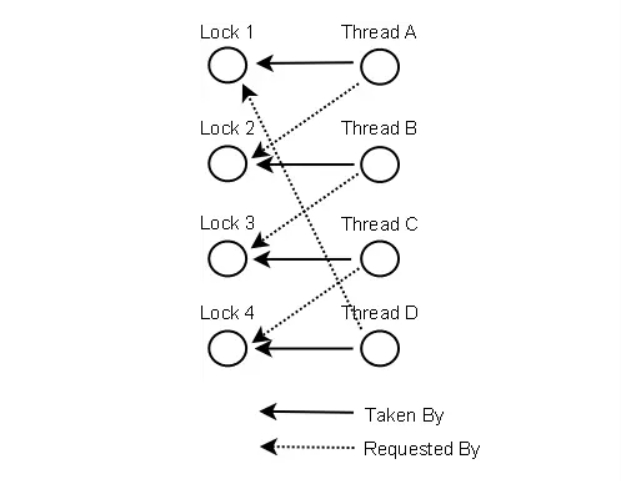 Lock 1 Thread A
Lock 2 Thread B
Lock 3 Thread C
Lock 4 Thread D
Taken By
Requested By